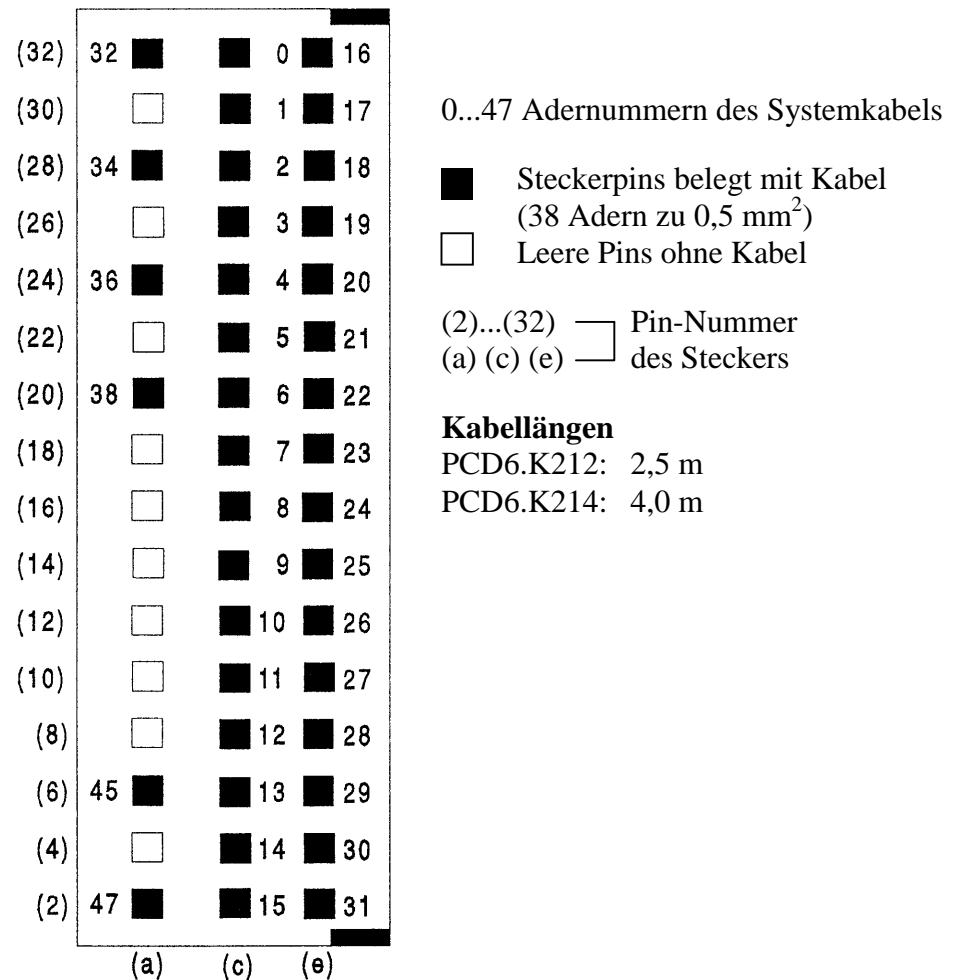 (32) 32 0 16
(30) 1 17
(28) 34 2 18
(26) 3 19
(24) 36 4 20
(22) 5 21
(20) 38 6 22
(18) 7 23
(16) 8 24
(14) 9 25
(12) 10 26
(10) 11 27
(8) 12 28
(6) 45 13 29
(4) 14 30
(2) 47 15 31
(a) (c) (e)
0...47 Adernummern des Systemkabels
Steckerpins belegt mit Kabel
(38 Adern zu 0,5 mm²)
Leere Pins ohne Kabel
(2)...(32) Pin-Nummer
(a) (c) (e) des Steckers
Kabellängen
PCD6.K212: 2,5 m
PCD6.K214: 4,0 m